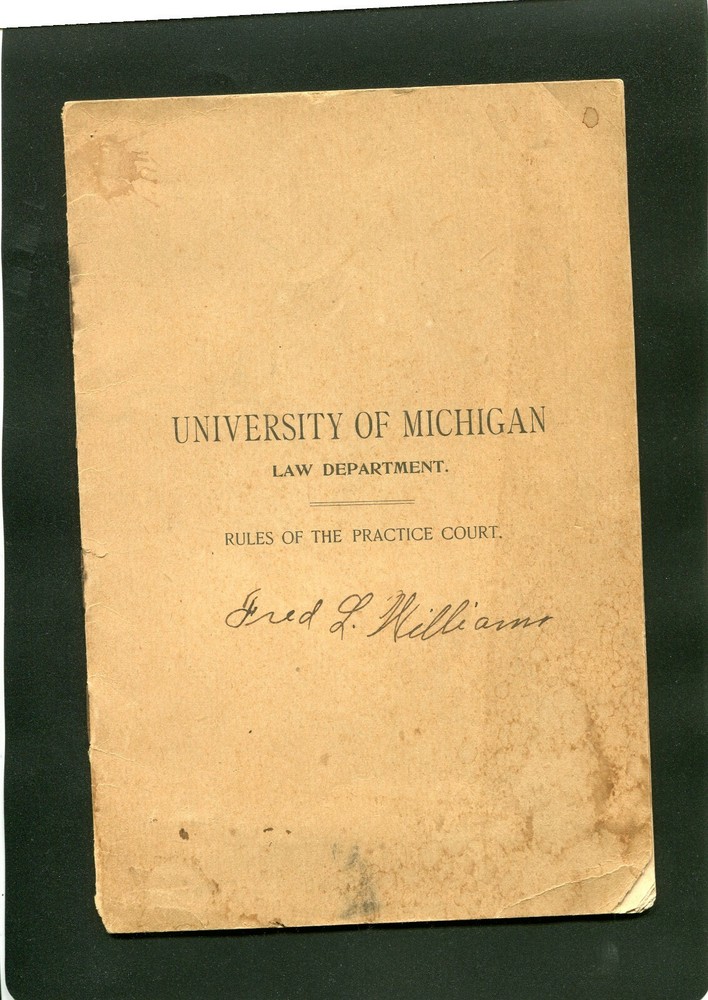 UNIVERSITY OF MICHIGAN
LAW DEPARTMENT.
RULES OF THE PRACTICE COURT.
Fred L. Williams